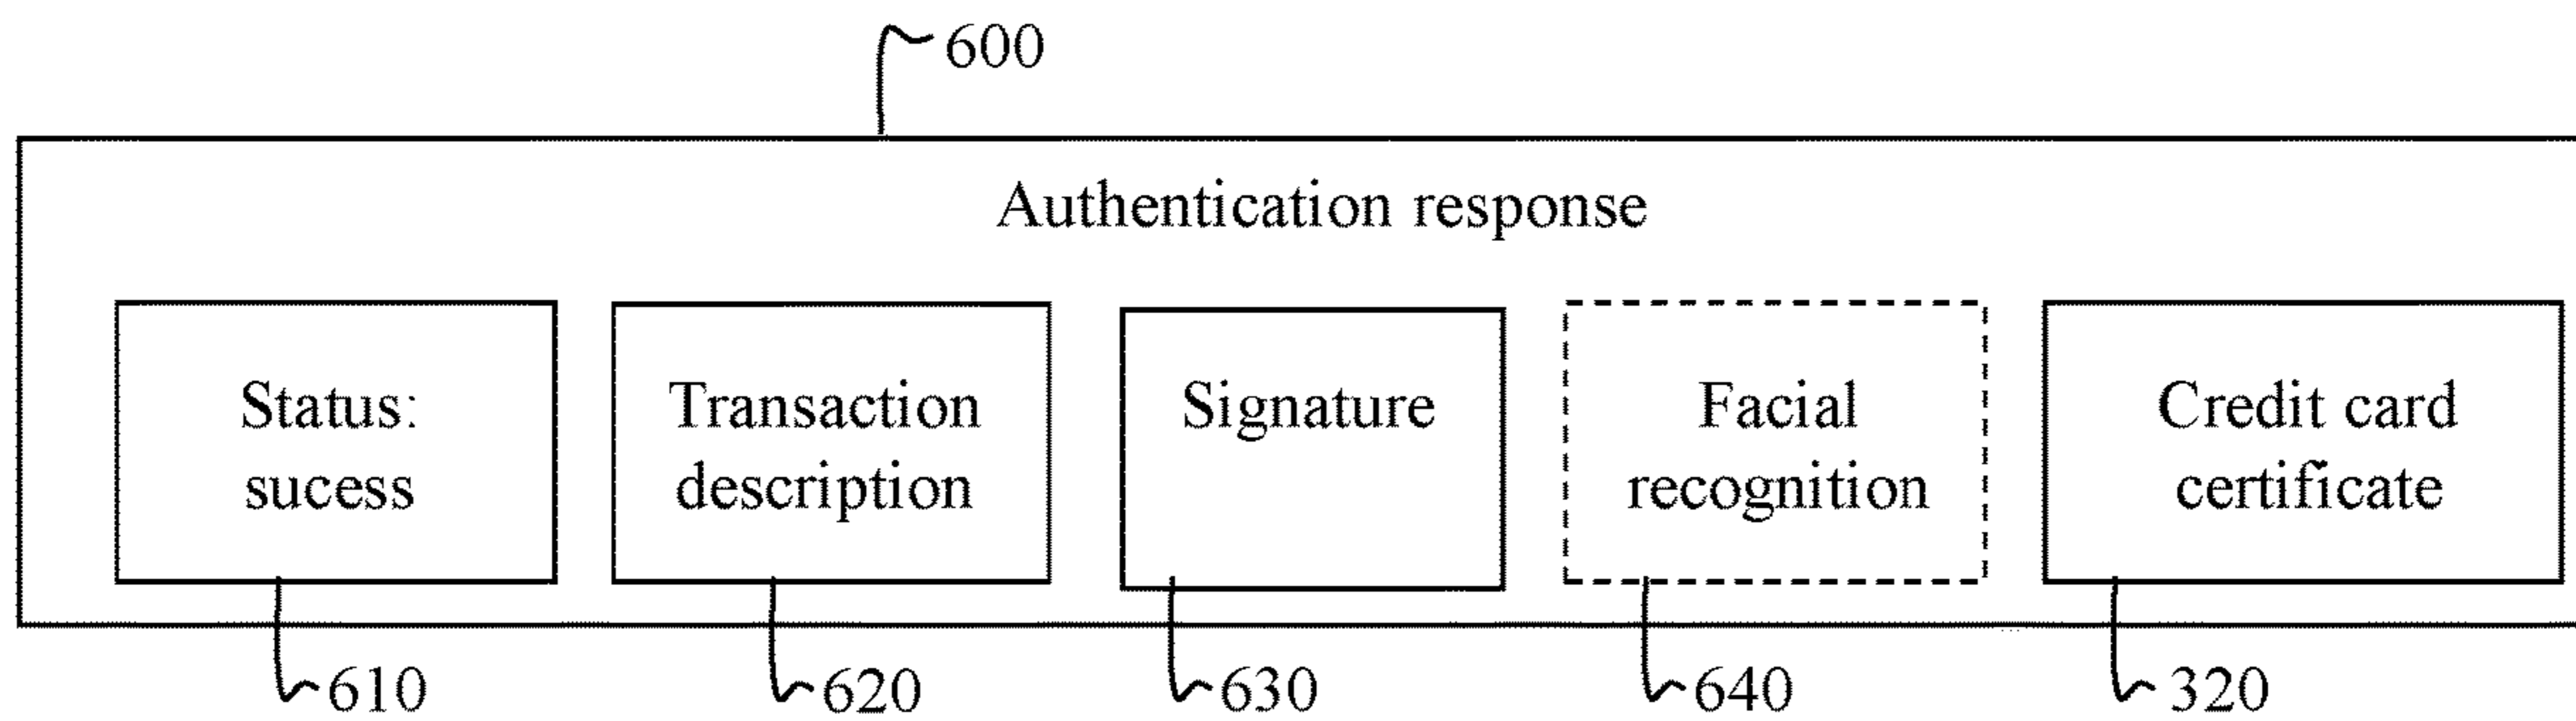 600
Authentication response
Status:
sucess
Transaction
description
Signature
Facial
recognition
Credit card
certificate
610
620
630
640
320